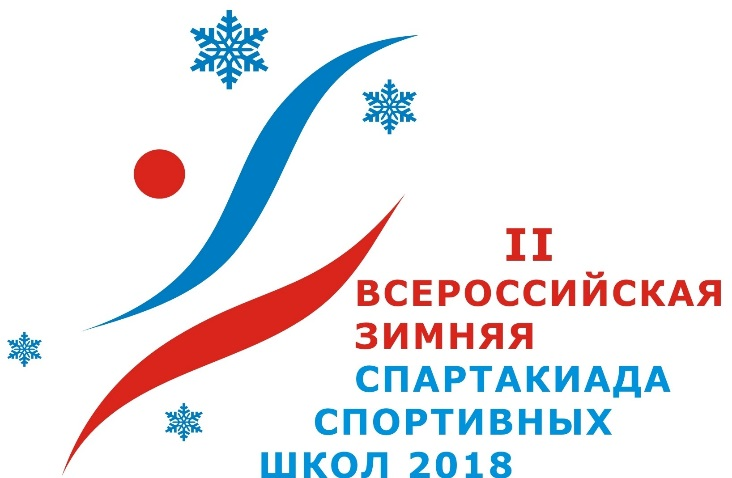 II
ВСЕРОССИЙСКАЯ
ЗИМНЯЯ
СПАРТАКИАДА
СПОРТИВНЫХ
ШКОЛ 2018